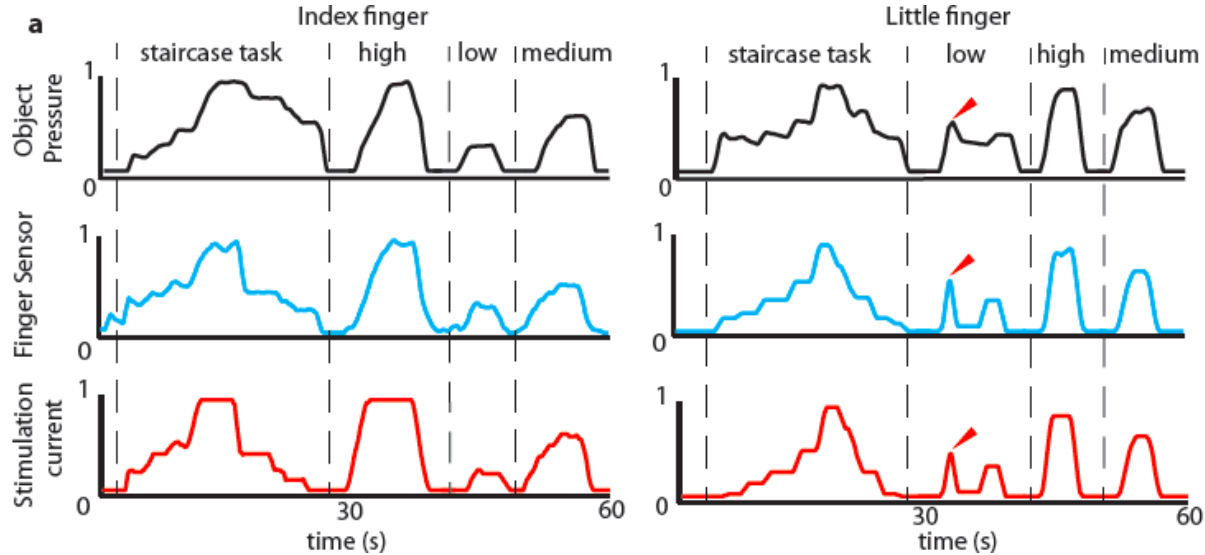 a
Index finger
Little finger
staircase task high low medium
staircase task low high medium
Object
Pressure
1
0
1
0
Finger Sensor
1
0
1
0
Stimulation
current
1
0
30
60
time (s)
1
0
30
60
time (s)